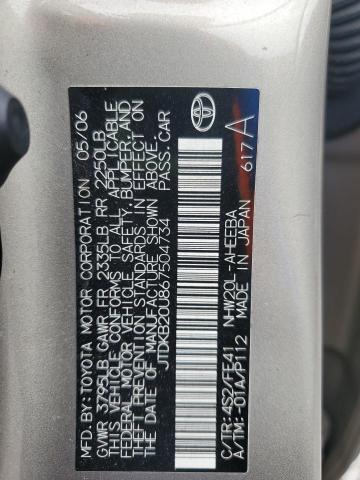 MFD.BY:TOYOTA MOTOR CORPORATION 05/06
GVWR 3795LB GAWR FR 2335LB RR 2250LB
THIS VEHICLE CONFORMS TO ALL APPLICABLE
FEDERAL MOTOR VEHICLE SAFETY, BUMPER, AND
THEFT PREVENTION STANDARDS IN EFFECT ON
THE DATE OF MANUFACTURE SHOWN ABOVE.
JTDKB20U867504734 PASS.CAR
C/TR:4S2/FE41 NHW20L-AHEEBA
A/TM:-01A/P112 MADE IN JAPAN
617A
TOYOTA